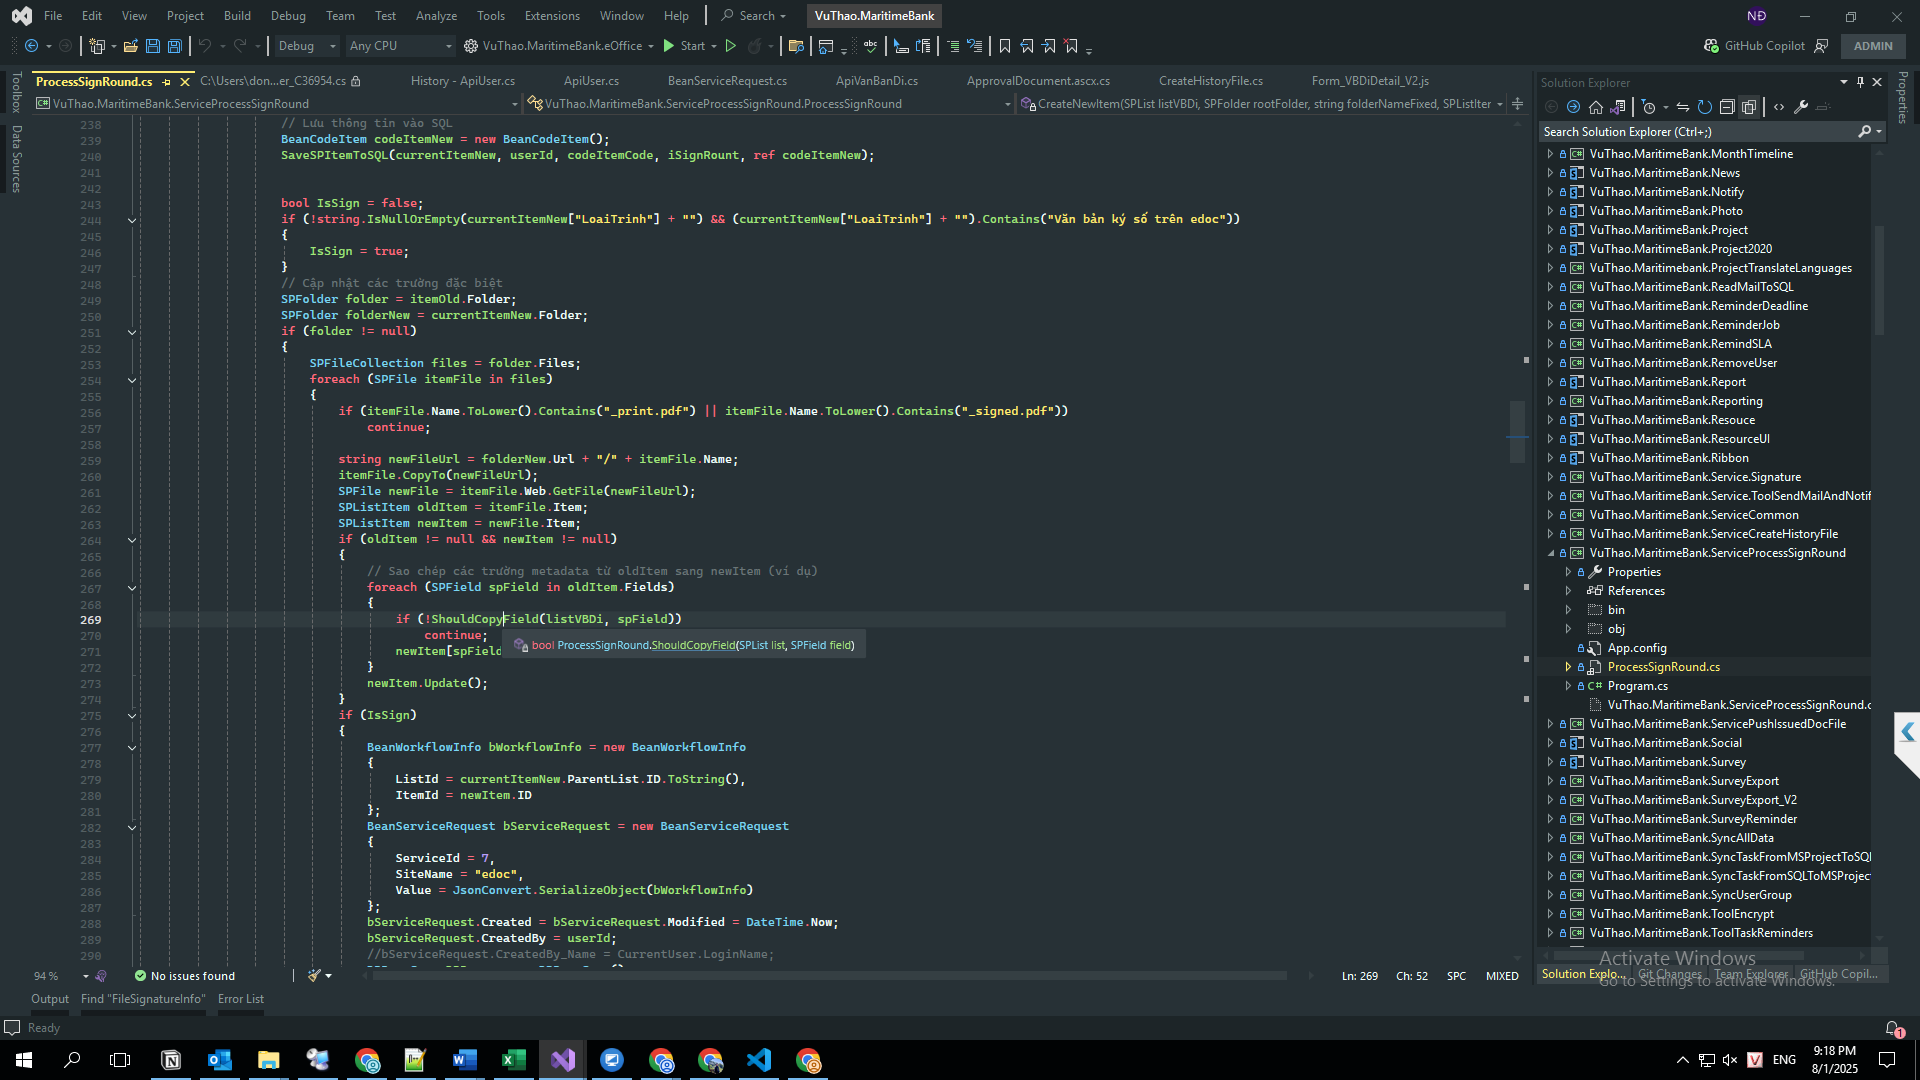 File Edit View Project Build Debug Team Test Analyze Tools Extensions Window Help Search VuThao.MaritimeBank NĐ
Debug Any CPU VuThao.MaritimeBank.eOffice Start GitHub Copilot ADMIN
ProcessSignRound.cs C:\Users\don...er_C36954.cs History - ApiUser.cs ApiUser.cs BeanServiceRequest.cs ApiVanBanDi.cs ApprovalDocument.ascx.cs CreateHistoryFile.cs Form_VBDiDetail_V2.js
VuThao.MaritimeBank.ServiceProcessSignRound VuThao.MaritimeBank.ServiceProcessSignRound.ProcessSignRound CreateNewItem(SPList listVBDi, SPFolder rootFolder, string folderNameFixed, SPListIter
Toolbox
Data Sources
238 // Lưu thông tin vào SQL
239 BeanCodeItem codeItemNew = new BeanCodeItem();
240 SaveSPItemToSQL(currentItemNew, userId, codeItemCode, iSignRount, ref codeItemNew);
241
242
243 bool IsSign = false;
244 if (!string.IsNullOrEmpty(currentItemNew["LoaiTrinh"] + "") && (currentItemNew["LoaiTrinh"] + "").Contains("Văn bản ký số trên edoc"))
245 {
246 IsSign = true;
247 }
248 // Cập nhật các trường đặc biệt
249 SPFolder folder = itemOld.Folder;
250 SPFolder folderNew = currentItemNew.Folder;
251 if (folder != null)
252 {
253 SPFileCollection files = folder.Files;
254 foreach (SPFile itemFile in files)
255 {
256 if (itemFile.Name.ToLower().Contains("_print.pdf") || itemFile.Name.ToLower().Contains("_signed.pdf"))
257 continue;
258
259 string newFileUrl = folderNew.Url + "/" + itemFile.Name;
260 itemFile.CopyTo(newFileUrl);
261 SPFile newFile = itemFile.Web.GetFile(newFileUrl);
262 SPListItem oldItem = itemFile.Item;
263 SPListItem newItem = newFile.Item;
264 if (oldItem != null && newItem != null)
265 {
266 // Sao chép các trường metadata từ oldItem sang newItem (ví dụ)
267 foreach (SPField spField in oldItem.Fields)
268 {
269 if (!ShouldCopyField(listVBDi, spField))
270 continue;
271 newItem[spField
bool ProcessSignRound.ShouldCopyField(SPList list, SPField field)
272 }
273 newItem.Update();
274 }
275 if (IsSign)
276 {
277 BeanWorkflowInfo bWorkflowInfo = new BeanWorkflowInfo
278 {
279 ListId = currentItemNew.ParentList.ID.ToString(),
280 ItemId = newItem.ID
281 };
282 BeanServiceRequest bServiceRequest = new BeanServiceRequest
283 {
284 ServiceId = 7,
285 SiteName = "edoc",
286 Value = JsonConvert.SerializeObject(bWorkflowInfo)
287 };
288 bServiceRequest.Created = bServiceRequest.Modified = DateTime.Now;
289 bServiceRequest.CreatedBy = userId;
290 //bServiceRequest.CreatedBy_Name = CurrentUser.LoginName;
94 % No issues found Ln: 269 Ch: 52 SPC MIXED
Output Find "FileSignatureInfo" Error List
Ready
Solution Explorer
Search Solution Explorer (Ctrl+;)
VuThao.MaritimeBank.MonthTimeline
VuThao.MaritimeBank.News
VuThao.MaritimeBank.Notify
VuThao.MaritimeBank.Photo
VuThao.MaritimeBank.Project
VuThao.MaritimeBank.Project2020
VuThao.MaritimeBank.ProjectTranslateLanguages
VuThao.MaritimeBank.ReadMailToSQL
VuThao.MaritimeBank.ReminderDeadline
VuThao.MaritimeBank.ReminderJob
VuThao.MaritimeBank.RemindSLA
VuThao.MaritimeBank.RemoveUser
VuThao.MaritimeBank.Report
VuThao.MaritimeBank.Reporting
VuThao.MaritimeBank.Resouce
VuThao.MaritimeBank.ResourceUI
VuThao.MaritimeBank.Ribbon
VuThao.MaritimeBank.Service.Signature
VuThao.MaritimeBank.Service.ToolSendMailAndNotif
VuThao.MaritimeBank.ServiceCommon
VuThao.MaritimeBank.ServiceCreateHistoryFile
VuThao.MaritimeBank.ServiceProcessSignRound
Properties
References
bin
obj
App.config
ProcessSignRound.cs
C# Program.cs
VuThao.MaritimeBank.ServiceProcessSignRound.c
VuThao.MaritimeBank.ServicePushIssuedDocFile
VuThao.MaritimeBank.Social
VuThao.MaritimeBank.Survey
VuThao.MaritimeBank.SurveyExport
VuThao.MaritimeBank.SurveyExport_V2
VuThao.MaritimeBank.SurveyReminder
VuThao.MaritimeBank.SyncAllData
VuThao.MaritimeBank.SyncTaskFromMSProjectToSQL
VuThao.MaritimeBank.SyncTaskFromSQLToMSProjec
VuThao.MaritimeBank.SyncUserGroup
VuThao.MaritimeBank.ToolEncrypt
VuThao.MaritimeBank.ToolTaskReminders
Solution Explo... Git Changes Team Explorer GitHub Copil...
Activate Windows
Go to Settings to activate Windows.
Properties
ENG 9:18 PM
8/1/2025
1